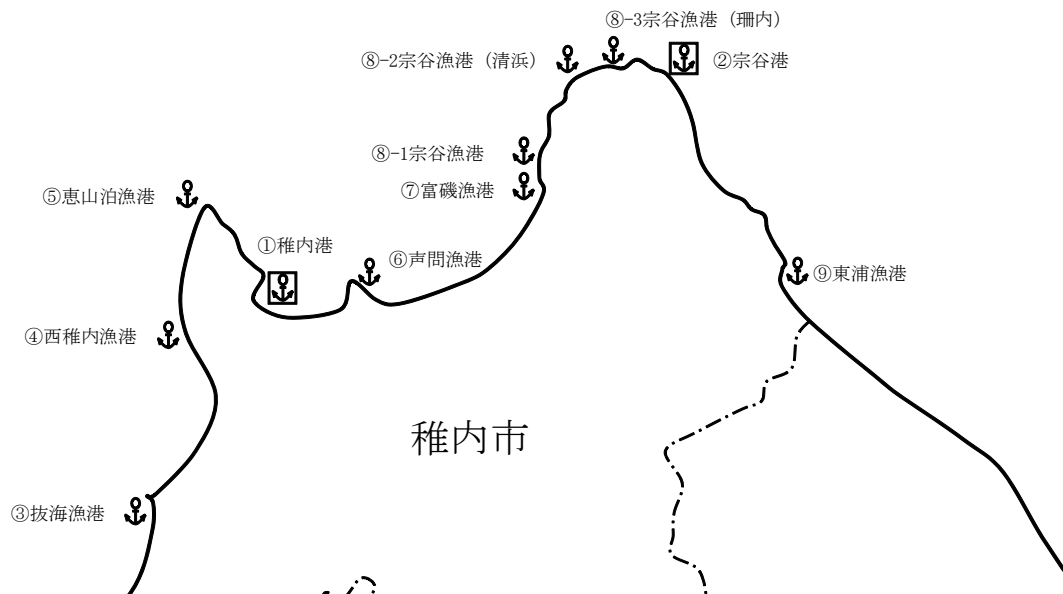 ⑧-3宗谷漁港（珊内）
⑧-2宗谷漁港（清浜）
②宗谷港
⑧-1宗谷漁港
⑦富磯漁港
⑤恵山泊漁港
①稚内港
⑥声問漁港
⑨東浦漁港
④西稚内漁港
稚内市
③抜海漁港